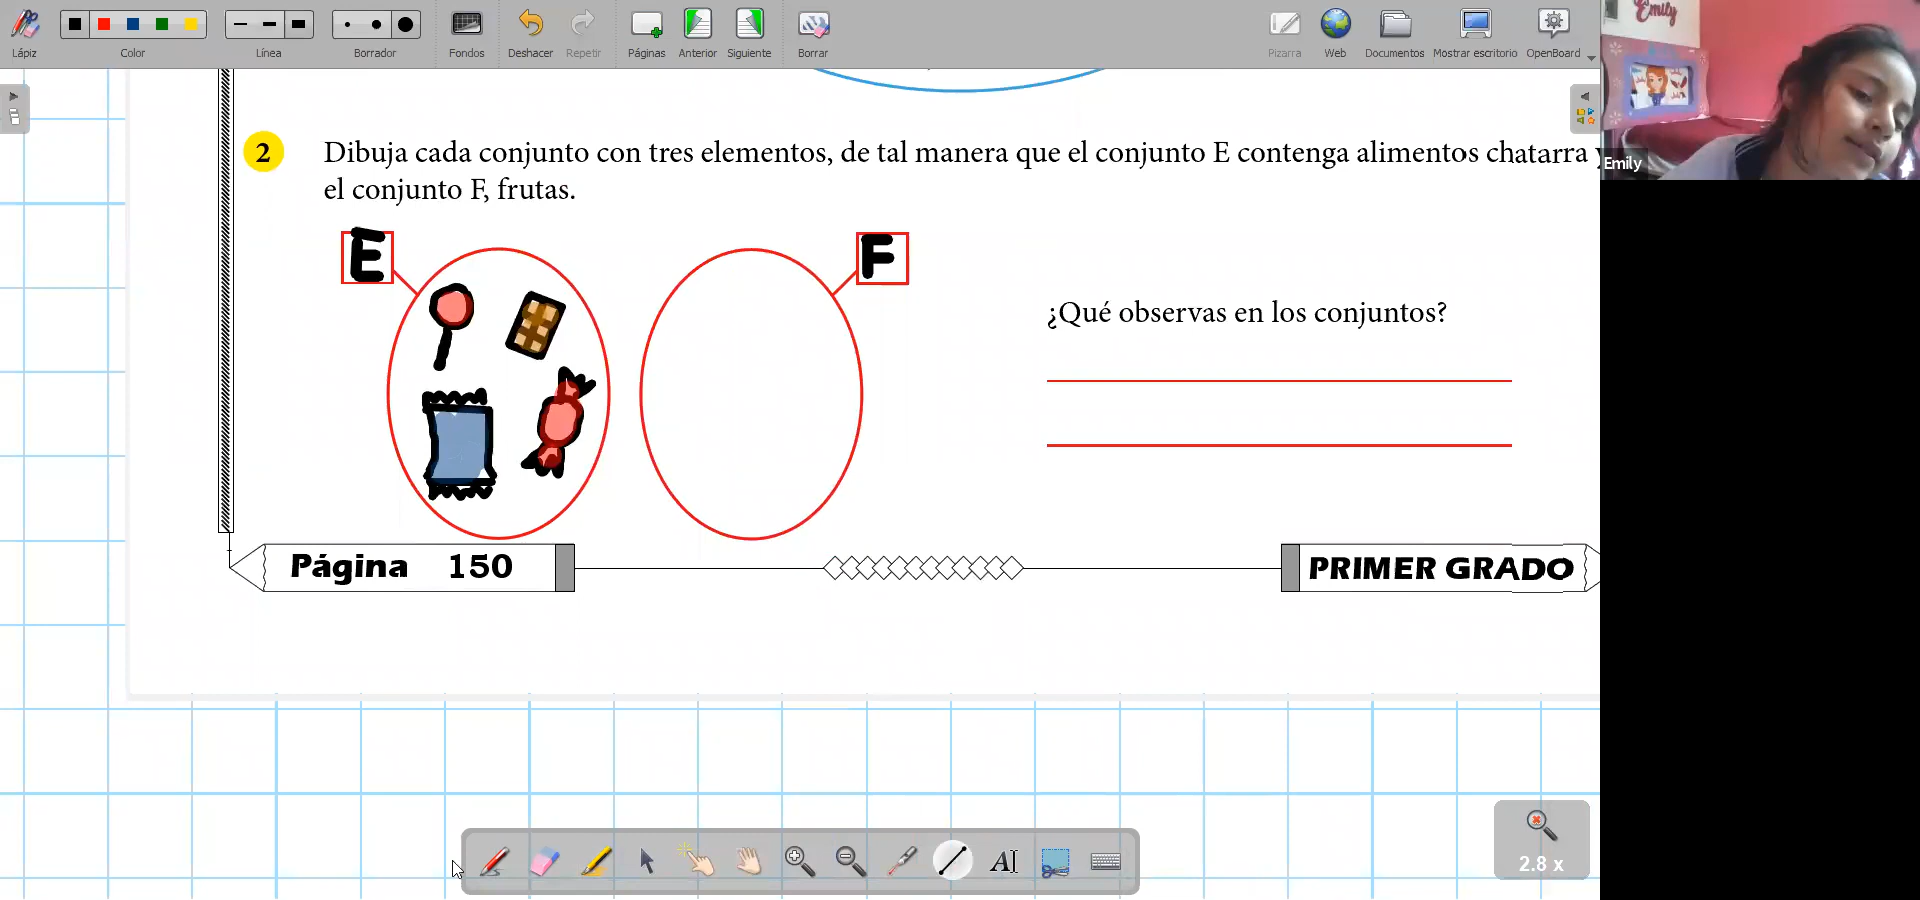 Lápiz
Color
Línea
Borrador
Fondos
Deshacer
Repetir
Páginas
Anterior
Siguiente
Borrar
Pizarra
Web
Documentos
Mostrar escritorio
OpenBoard
Emily
Emily
2 Dibuja cada conjunto con tres elementos, de tal manera que el conjunto E contenga alimentos chatarra y
el conjunto F, frutas.
E
F
¿Qué observas en los conjuntos?
Página 150
PRIMER GRADO
AI
2.8 x